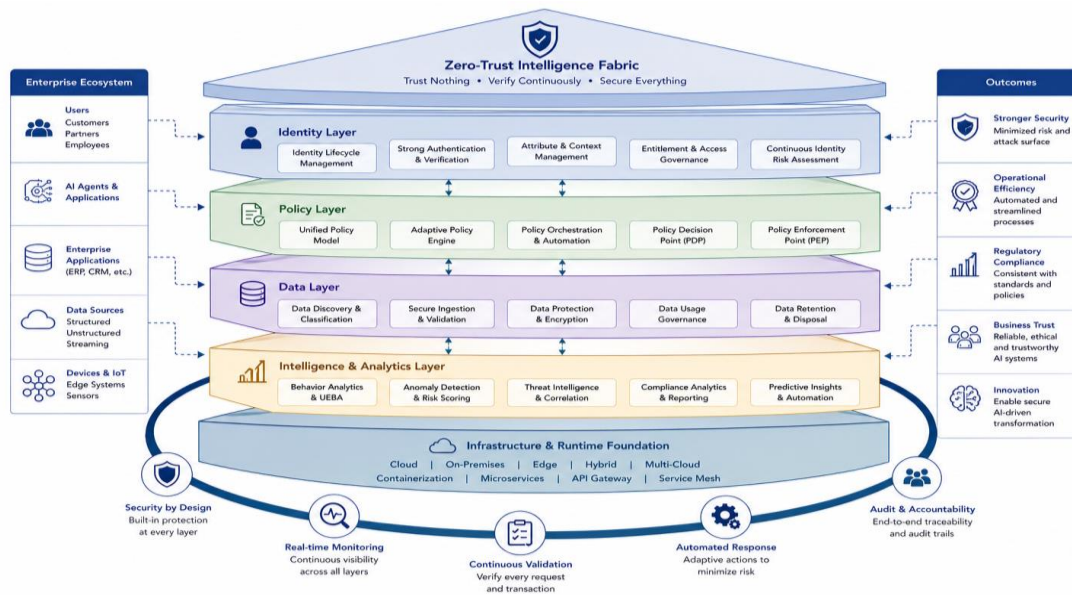 Zero-Trust Intelligence Fabric
Trust Nothing • Verify Continuously • Secure Everything
Enterprise Ecosystem
Users
Customers
Partners
Employees
AI Agents &
Applications
Enterprise
Applications
(ERP, CRM, etc.)
Data Sources
Structured
Unstructured
Streaming
Devices & IoT
Edge Systems
Sensors
Identity Layer
Identity Lifecycle
Management
Strong Authentication
& Verification
Attribute & Context
Management
Entitlement & Access
Governance
Continuous Identity
Risk Assessment
Policy Layer
Unified Policy
Model
Adaptive Policy
Engine
Policy Orchestration
& Automation
Policy Decision
Point (PDP)
Policy Enforcement
Point (PEP)
Data Layer
Data Discovery &
Classification
Secure Ingestion
& Validation
Data Protection
& Encryption
Data Usage
Governance
Data Retention
& Disposal
Intelligence & Analytics Layer
Behavior Analytics
& UEBA
Anomaly Detection
& Risk Scoring
Threat Intelligence
& Correlation
Compliance Analytics
& Reporting
Predictive Insights
& Automation
Infrastructure & Runtime Foundation
Cloud | On-Premises | Edge | Hybrid | Multi-Cloud
Containerization | Microservices | API Gateway | Service Mesh
Outcomes
Stronger Security
Minimized risk and
attack surface
Operational
Efficiency
Automated and
streamlined
processes
Regulatory
Compliance
Consistent with
standards and
policies
Business Trust
Reliable, ethical
and trustworthy
AI systems
Innovation
Enable secure
AI-driven
transformation
Security by Design
Built-in protection
at every layer
Real-time Monitoring
Continuous visibility
across all layers
Continuous Validation
Verify every request
and transaction
Automated Response
Adaptive actions to
minimize risk
Audit & Accountability
End-to-end traceability
and audit trails